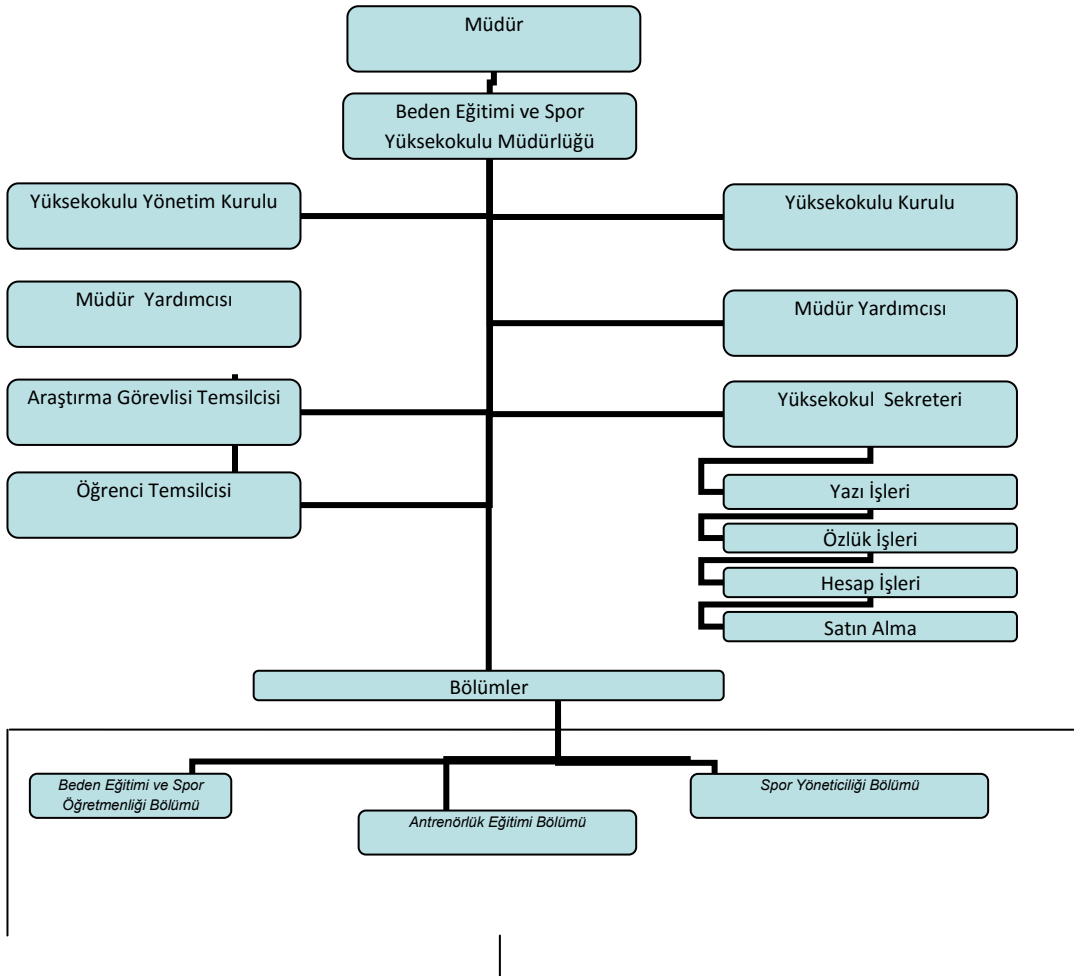 Müdür
Beden Eğitimi ve Spor
Yüksekokulu Müdürlüğü
Yüksekokulu Yönetim Kurulu
Yüksekokulu Kurulu
Müdür Yardımcısı
Müdür Yardımcısı
Araştırma Görevlisi Temsilcisi
Yüksekokul Sekreteri
Öğrenci Temsilcisi
Yazı İşleri
Özlük İşleri
Hesap İşleri
Satın Alma
Bölümler
Beden Eğitimi ve Spor
Öğretmenliği Bölümü
Antrenörlük Eğitimi Bölümü
Spor Yöneticiliği Bölümü